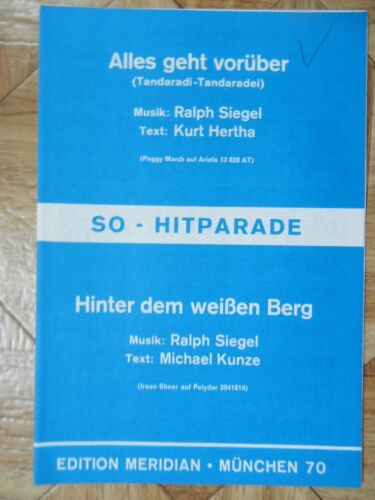 Alles geht vorüber
(Tandaradi-Tandaradei)
Musik: Ralph Siegel
Text: Kurt Hertha
(Peggy March auf Ariola 13 828 AT)
SO - HITPARADE
Hinter dem weißen Berg
Musik: Ralph Siegel
Text: Michael Kunze
(Ireen Sheer auf Polydor 2041614)
EDITION MERIDIAN • MÜNCHEN 70